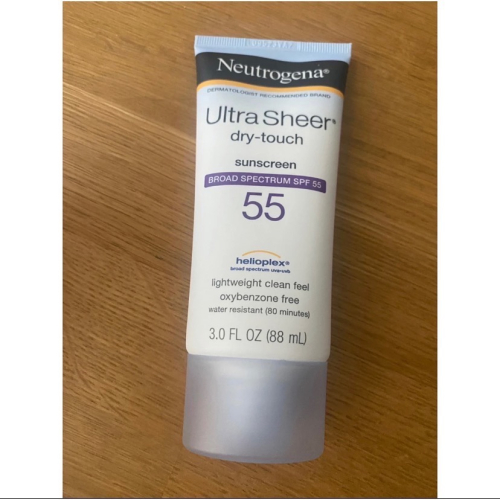 Neutrogena®
DERMATOLOGIST RECOMMENDED BRAND
Ultra Sheer®
dry-touch
sunscreen
BROAD SPECTRUM SPF 55
55
helioplex®
broad spectrum uva•uvb
lightweight clean feel
oxybenzone free
water resistant (80 minutes)
3.0 FL OZ (88 mL)